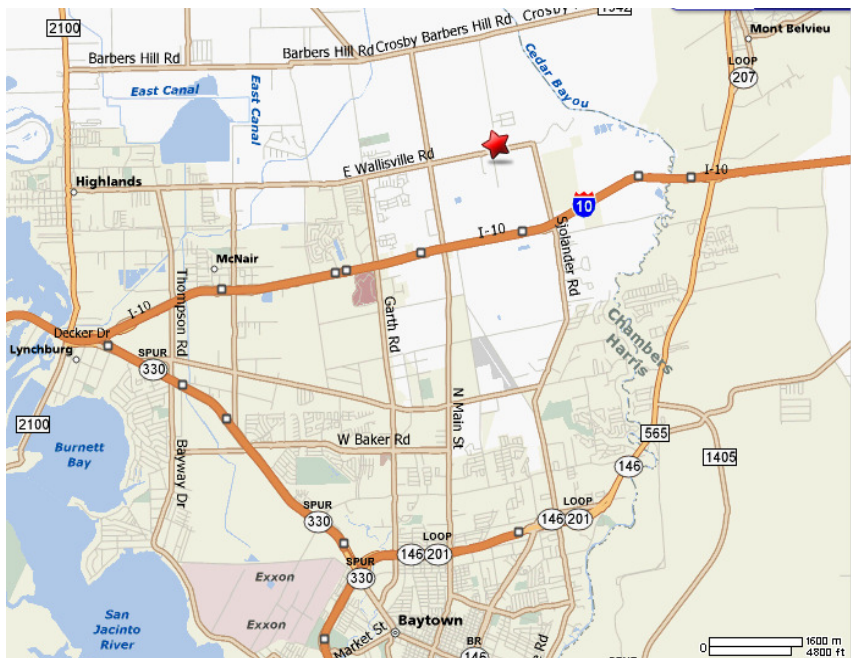 2100
Barbers Hill Rd
Barbers Hill Rd
Crosby Barbers Hill Rd
Crosby
1942
Mont Belvieu
LOOP
207
East Canal
East Canal
Cedar Bayou
E Wallisville Rd
Highlands
I-10
10
I-10
McNair
Thompson Rd
Sjolander Rd
Garth Rd
I-10
Decker Dr
Lynchburg
SPUR
330
Chambers
Harris
N Main St
2100
W Baker Rd
565
Burnett
Bay
Bayway Dr
146
1405
SPUR
330
LOOP
146
201
LOOP
146
201
SPUR
330
Exxon
Exxon
San
Jacinto
River
Baytown
Market St
BR
146
Rd
SPUR
0
1600 m
4800 ft